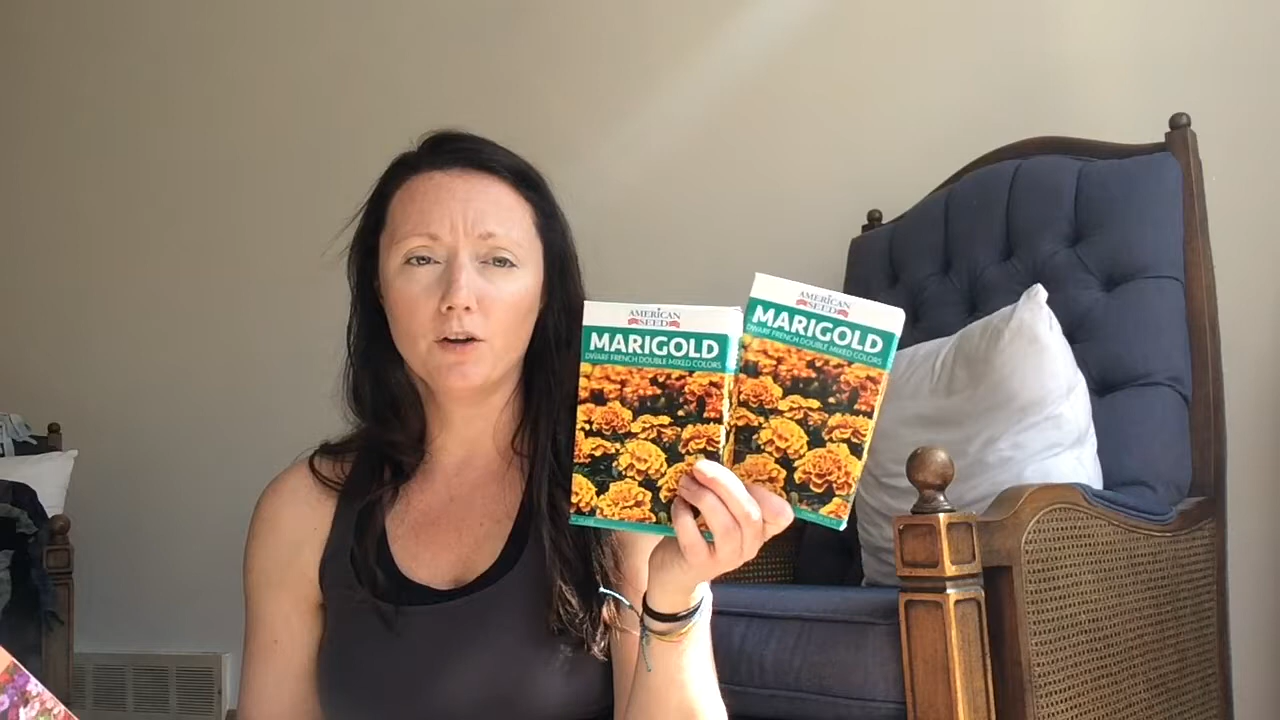 AMERICAN
SEED
MARIGOLD
DWARF FRENCH DOUBLE MIXED COLORS
AMERICAN
SEED
MARIGOLD
DWARF FRENCH DOUBLE MIXED COLORS